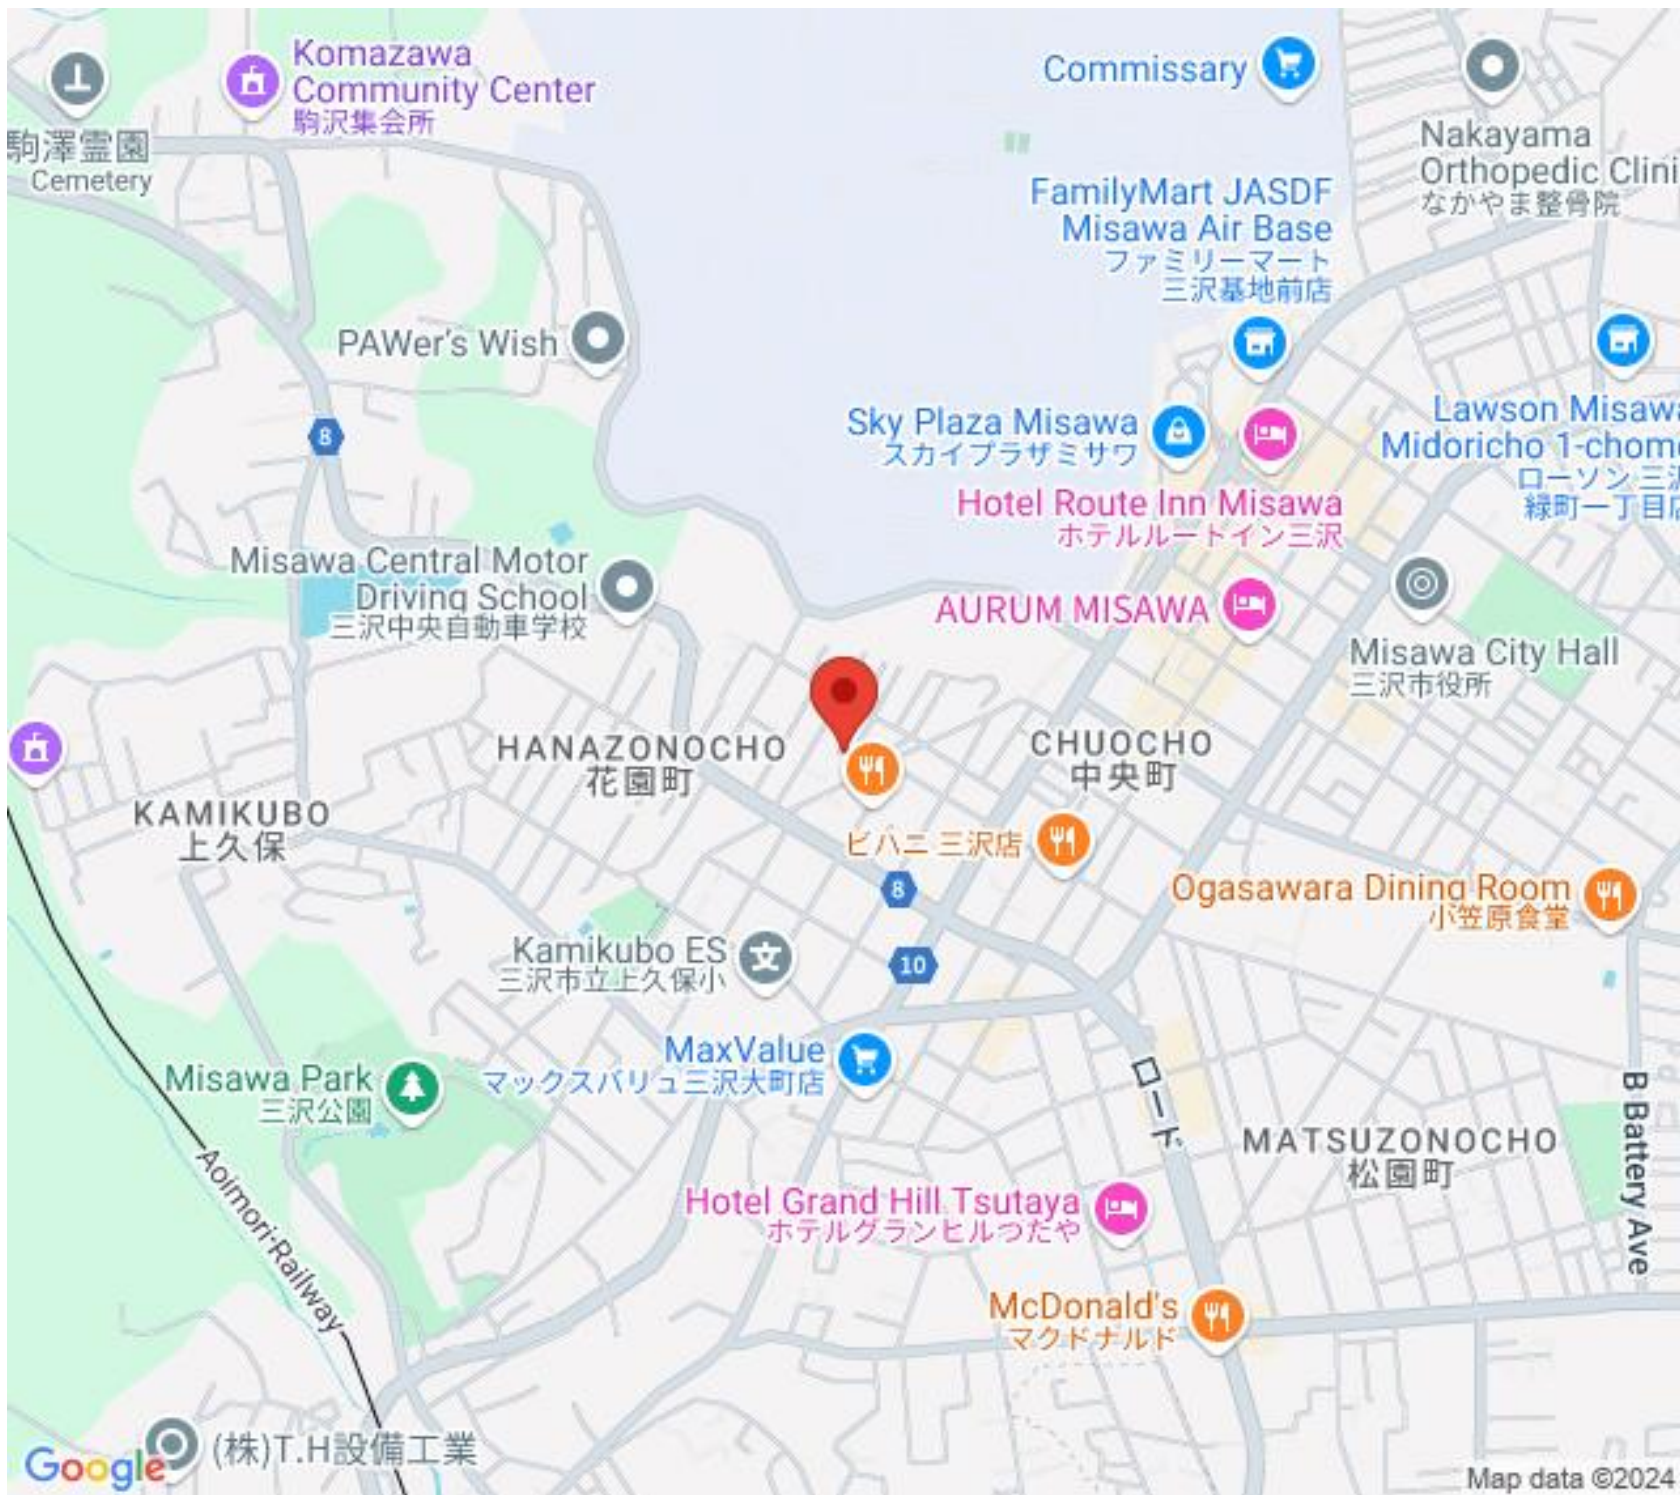 Komazawa
Community Center
駒沢集会所
Commissary
駒澤霊園
Cemetery
Nakayama
Orthopedic Clini
なかやま整骨院
FamilyMart JASDF
Misawa Air Base
ファミリーマート
三沢基地前店
PAWer's Wish
Sky Plaza Misawa
スカイプラザミサワ
8
Lawson Misawa
Midoricho 1-chome
ローソン 三沢
緑町一丁目店
Hotel Route Inn Misawa
ホテルルートイン三沢
Misawa Central Motor
Driving School
三沢中央自動車学校
AURUM MISAWA
Misawa City Hall
三沢市役所
HANAZONOCHO
花園町
CHUOCHO
中央町
KAMIKUBO
上久保
ビハニ 三沢店
8
Ogasawara Dining Room
小笠原食堂
Kamikubo ES
三沢市立上久保小
文
10
MaxValue
マックスバリュ三沢大町店
Misawa Park
三沢公園
ロード
B Battery Ave
MATSUZONOCHO
松園町
Aoimori-Railway
Hotel Grand Hill Tsutaya
ホテルグランヒルつたや
McDonald's
マクドナルド
(株)T.H設備工業
Google
Map data ©2024